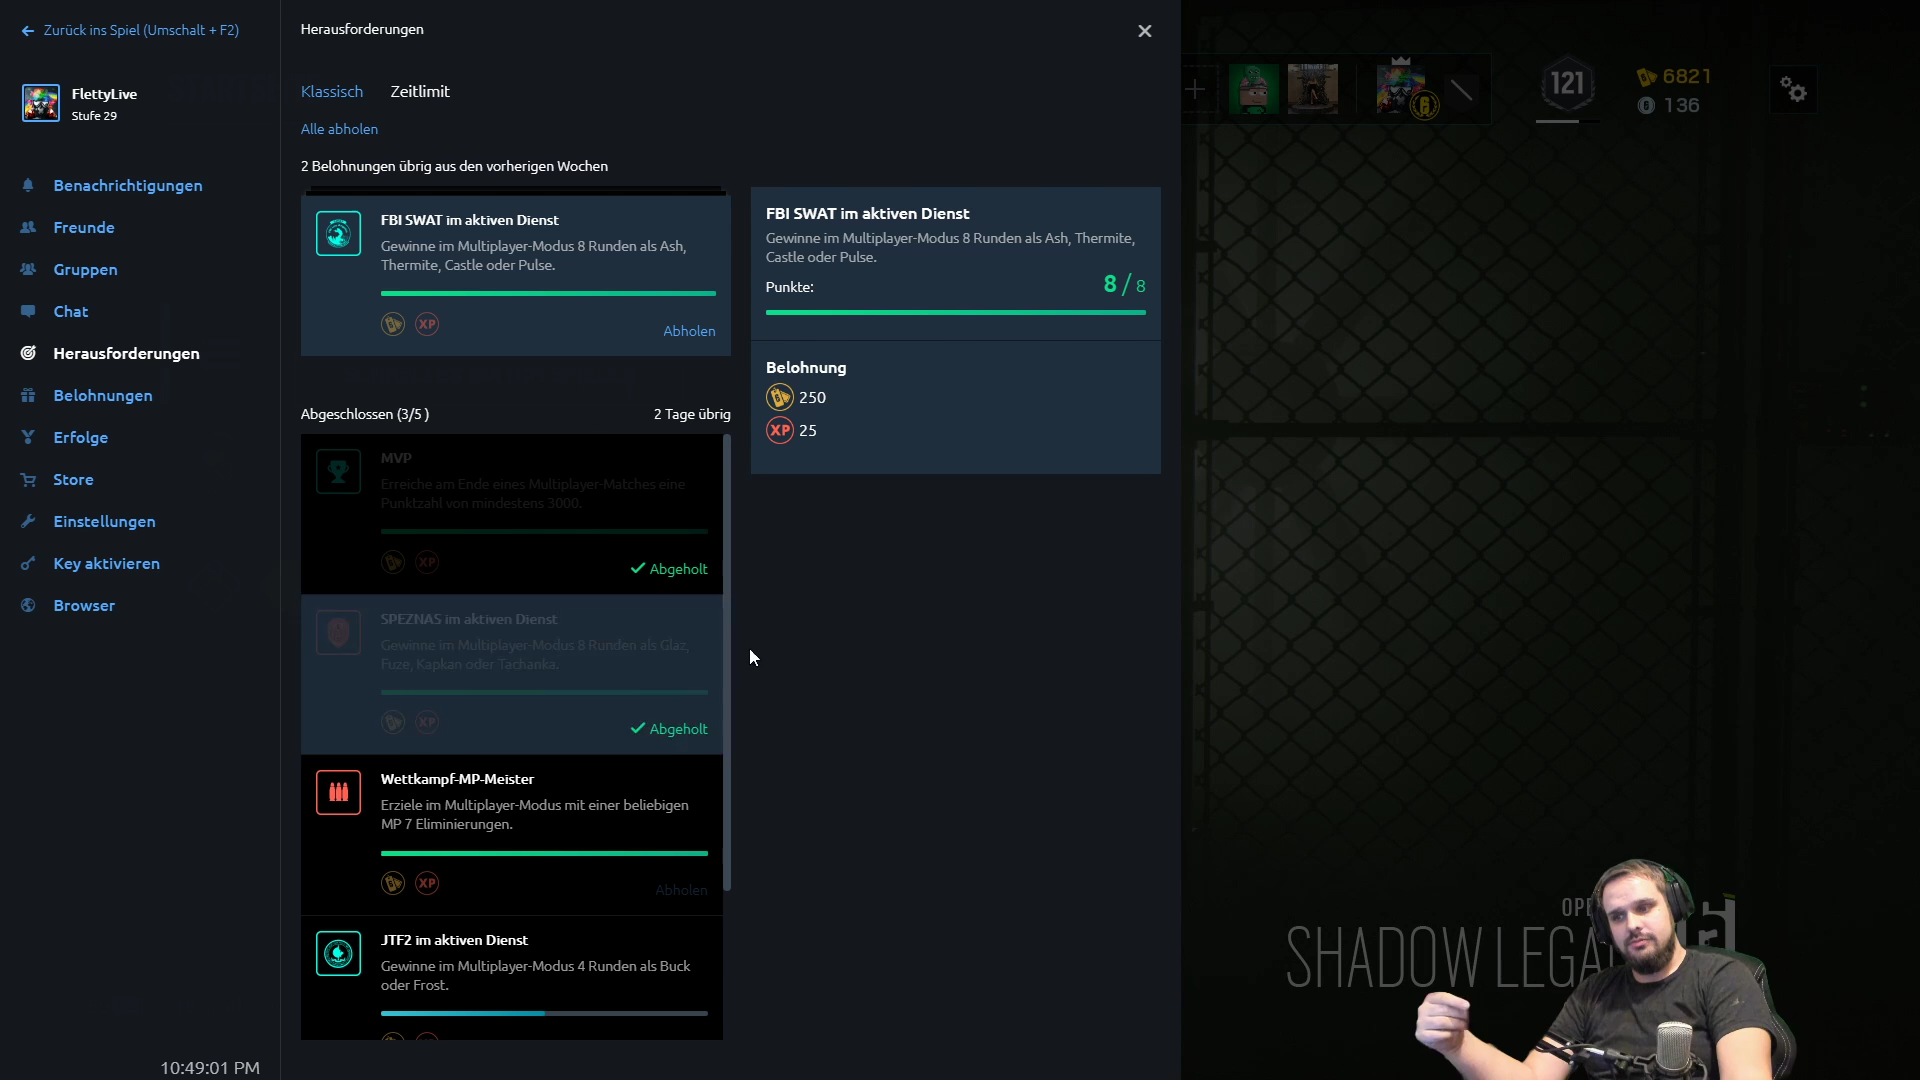 Zurück ins Spiel (Umschalt + F2)
FlettyLive
Stufe 29
Benachrichtigungen
Freunde
Gruppen
Chat
Herausforderungen
Belohnungen
Erfolge
Store
Einstellungen
Key aktivieren
Browser
10:49:01 PM
Herausforderungen
Klassisch Zeitlimit
Alle abholen
2 Belohnungen übrig aus den vorherigen Wochen
FBI SWAT im aktiven Dienst
Gewinne im Multiplayer-Modus 8 Runden als Ash,
Thermite, Castle oder Pulse.
XP
Abholen
Abgeschlossen (3/5 ) 2 Tage übrig
MVP
Erreiche am Ende eines Multiplayer-Matches eine
Punktzahl von mindestens 3000.
XP
Abgeholt
SPEZNAS im aktiven Dienst
Gewinne im Multiplayer-Modus 8 Runden als Glaz,
Fuze, Kapkan oder Tachanka.
XP
Abgeholt
Wettkampf-MP-Meister
Erziele im Multiplayer-Modus mit einer beliebigen
MP 7 Eliminierungen.
XP
Abholen
JTF2 im aktiven Dienst
Gewinne im Multiplayer-Modus 4 Runden als Buck
oder Frost.
FBI SWAT im aktiven Dienst
Gewinne im Multiplayer-Modus 8 Runden als Ash, Thermite,
Castle oder Pulse.
Punkte: 8 / 8
Belohnung
250
XP 25
121
6821
136
SHADOW